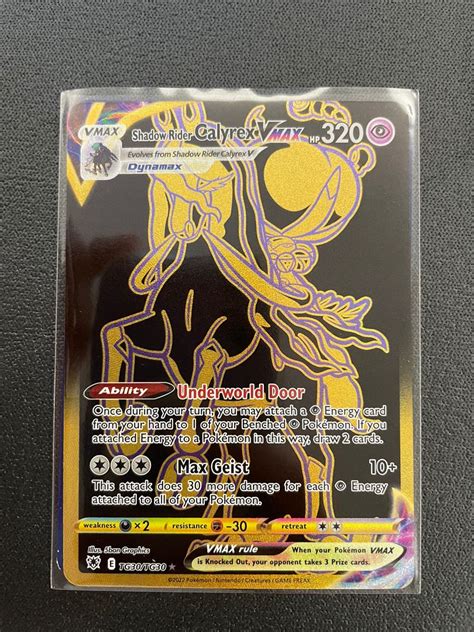 VMAX
Shadow Rider Calyrex VMAX HP 320
Evolves from Shadow Rider Calyrex V
Dynamax
Ability Underworld Door
Once during your turn, you may attach a Energy card
from your hand to 1 of your Benched Pokémon. If you
attached Energy to a Pokémon in this way, draw 2 cards.
Max Geist 10+
This attack does 30 more damage for each Energy
attached to all of your Pokémon.
weakness ×2 resistance -30 retreat
Illus. 5ban Graphics
E TG30/TG30 ★
©2022 Pokémon / Nintendo / Creatures / GAME FREAK
VMAX rule When your Pokémon VMAX
is Knocked Out, your opponent takes 3 Prize cards.